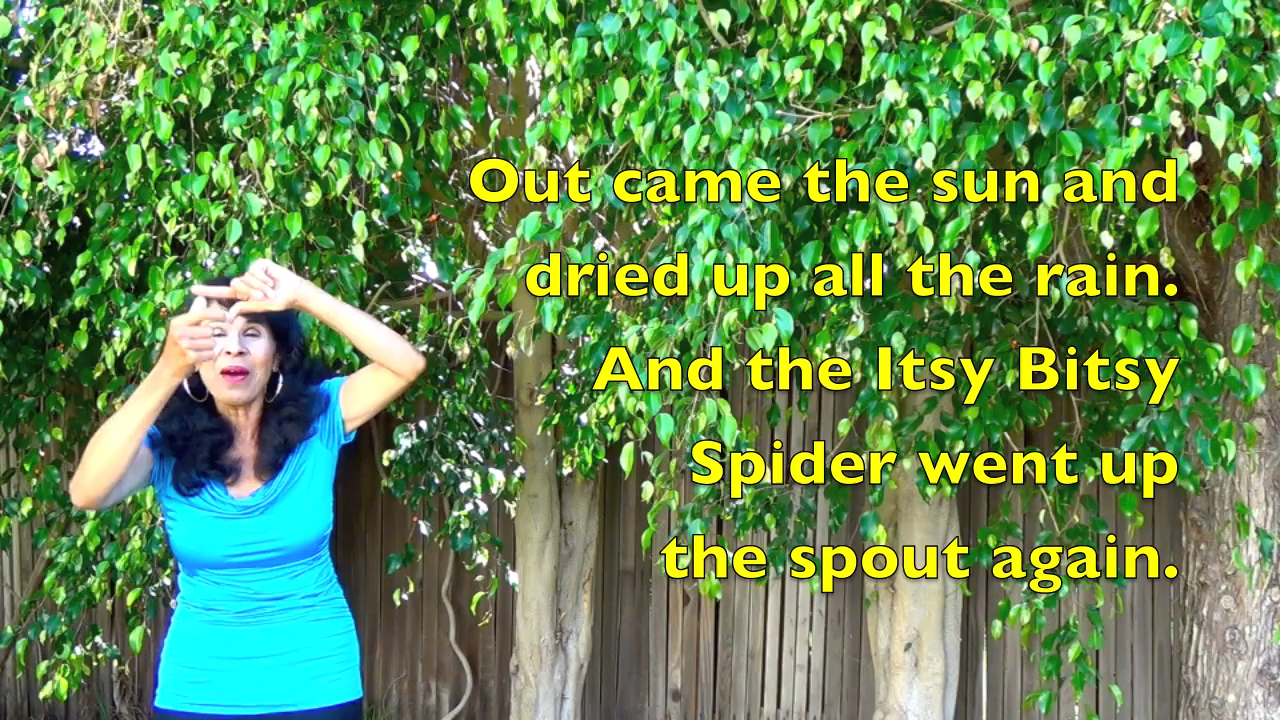 Out came the sun and
dried up all the rain.
And the Itsy Bitsy
Spider went up
the spout again.